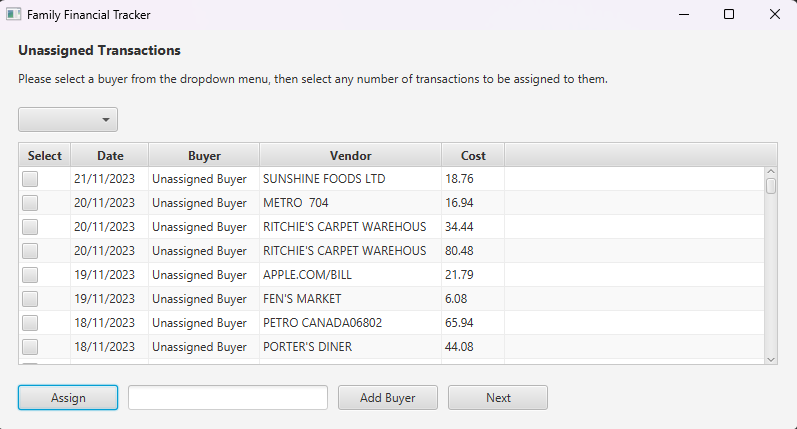 Family Financial Tracker
Unassigned Transactions
Please select a buyer from the dropdown menu, then select any number of transactions to be assigned to them.
Select Date Buyer Vendor Cost
21/11/2023 Unassigned Buyer SUNSHINE FOODS LTD 18.76
20/11/2023 Unassigned Buyer METRO  704 16.94
20/11/2023 Unassigned Buyer RITCHIE'S CARPET WAREHOUS 34.44
20/11/2023 Unassigned Buyer RITCHIE'S CARPET WAREHOUS 80.48
19/11/2023 Unassigned Buyer APPLE.COM/BILL 21.79
19/11/2023 Unassigned Buyer FEN'S MARKET 6.08
18/11/2023 Unassigned Buyer PETRO CANADA06802 65.94
18/11/2023 Unassigned Buyer PORTER'S DINER 44.08
Assign Add Buyer Next